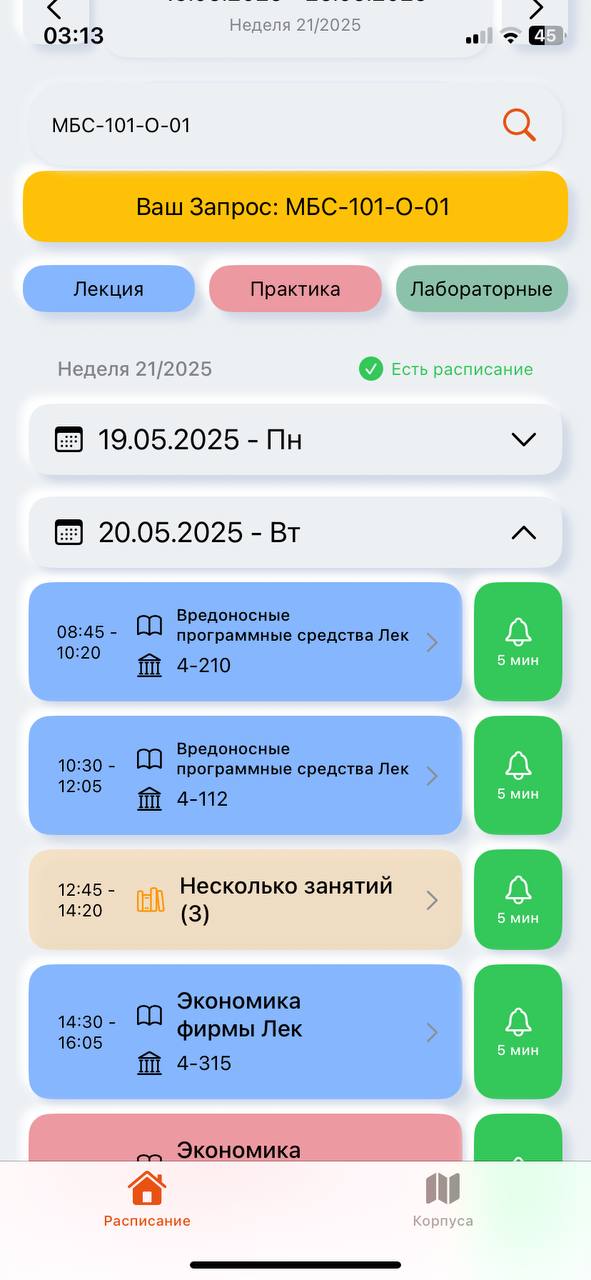 03:13
Неделя 21/2025
45
МБС-101-О-01
Ваш Запрос: МБС-101-О-01
Лекция
Практика
Лабораторные
Неделя 21/2025
Есть расписание
19.05.2025 - Пн
20.05.2025 - Вт
08:45 -
10:20
Вредоносные
программные средства Лек
4-210
5 мин
10:30 -
12:05
Вредоносные
программные средства Лек
4-112
5 мин
12:45 -
14:20
Несколько занятий
(3)
5 мин
14:30 -
16:05
Экономика
фирмы Лек
4-315
5 мин
Экономика
Расписание
Корпуса